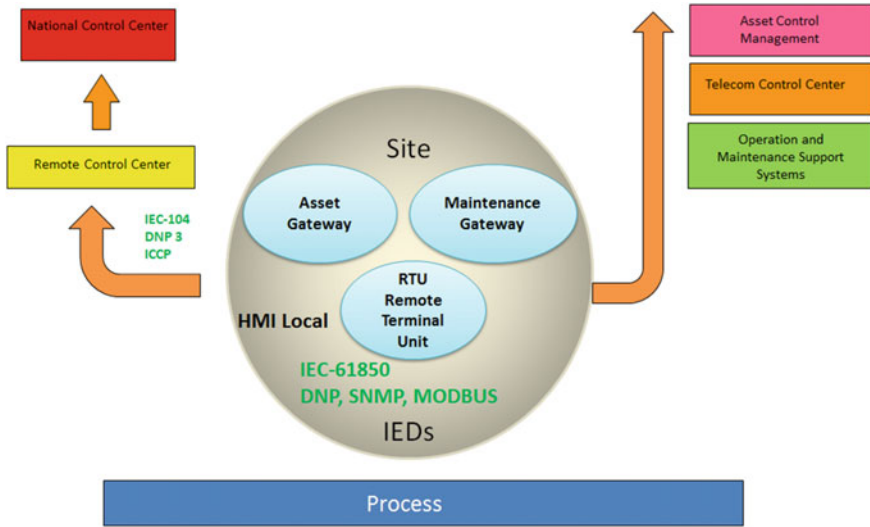 National Control Center
Remote Control Center
IEC-104
DNP 3
ICCP
Site
Asset
Gateway
Maintenance
Gateway
RTU
Remote
Terminal
Unit
HMI Local
IEC-61850
DNP, SNMP, MODBUS
IEDs
Asset Control
Management
Telecom Control Center
Operation and
Maintenance Support
Systems
Process